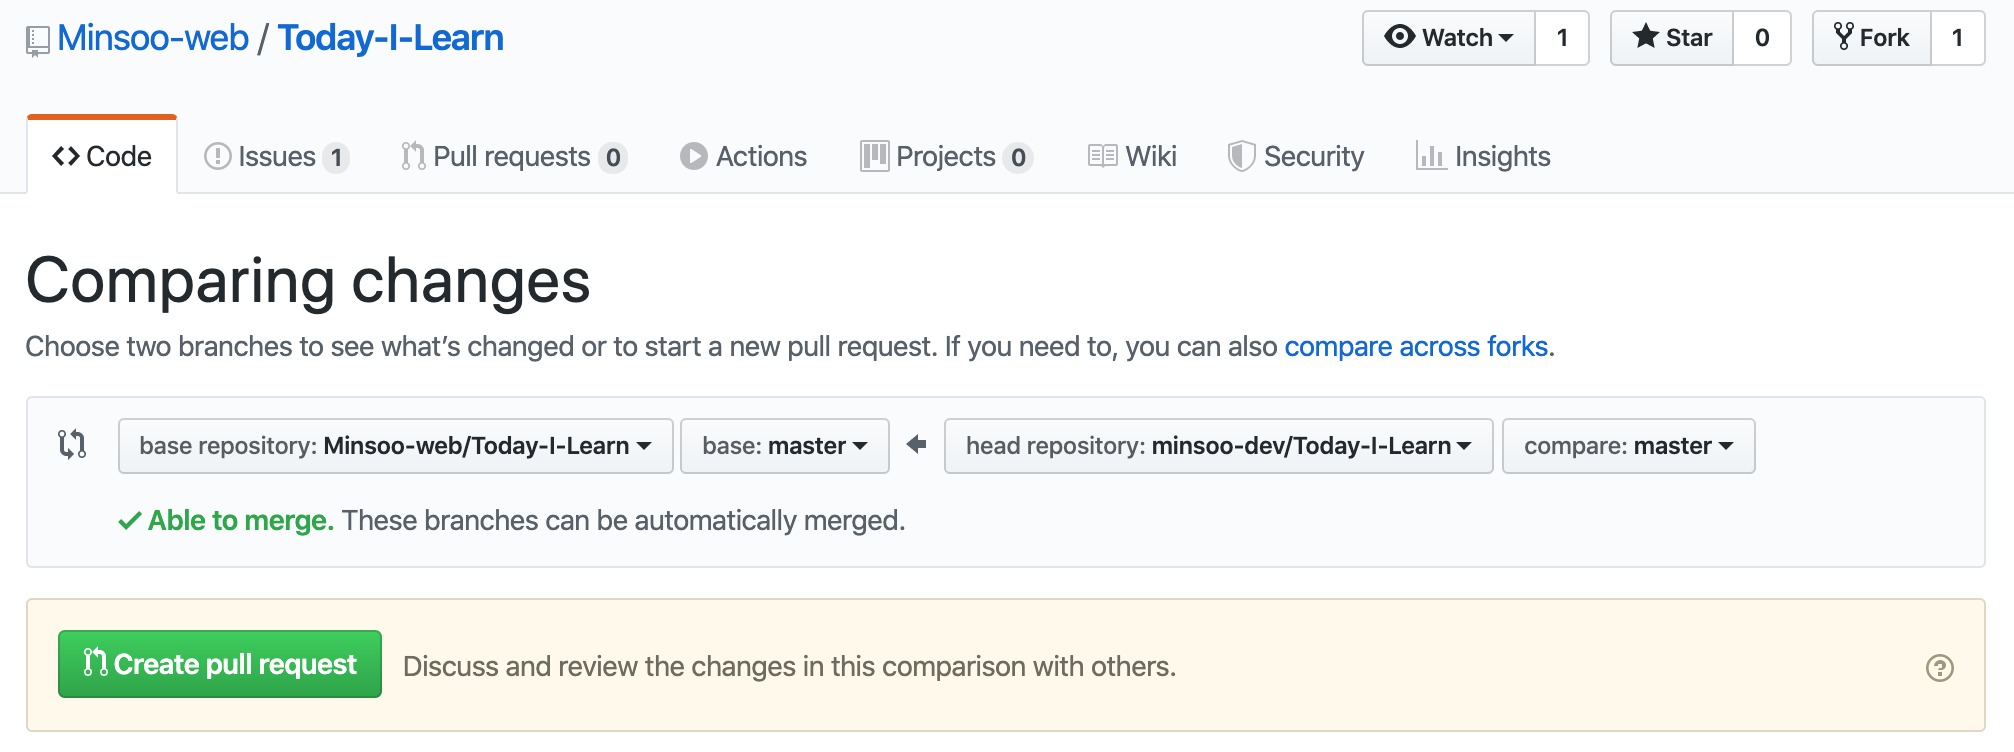 Minsoo-web / Today-I-Learn Watch 1 Star 0 Fork 1
Code Issues 1 Pull requests 0 Actions Projects 0 Wiki Security Insights
Comparing changes
Choose two branches to see what’s changed or to start a new pull request. If you need to, you can also compare across forks.
base repository: Minsoo-web/Today-I-Learn base: master head repository: minsoo-dev/Today-I-Learn compare: master
Able to merge. These branches can be automatically merged.
Create pull request Discuss and review the changes in this comparison with others.